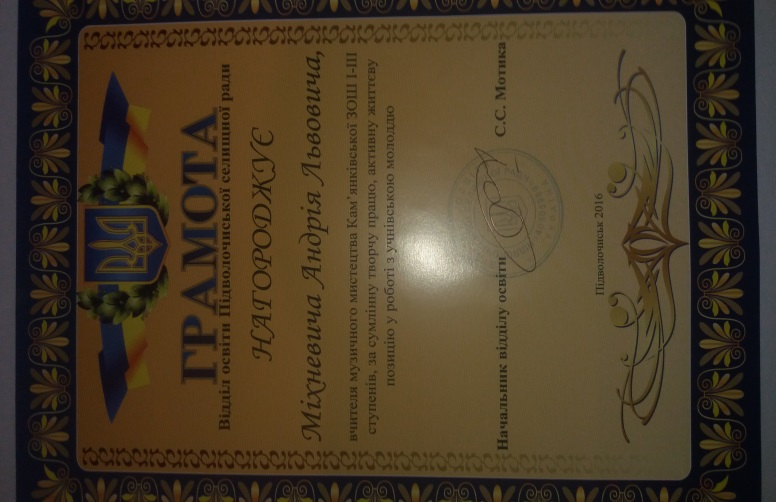 ГРАМОТА
Відділ освіти Підволочиської селищної ради
НАГОРОДЖУЄ
Міхневича Андрія Львовича,
вчителя музичного мистецтва Кам'янківської ЗОШ І-ІІІ
ступенів, за сумлінну творчу працю, активну життєву
позицію у роботі з учнівською молоддю
Начальник відділу освіти С.С. Мотика
Підволочиськ 2016